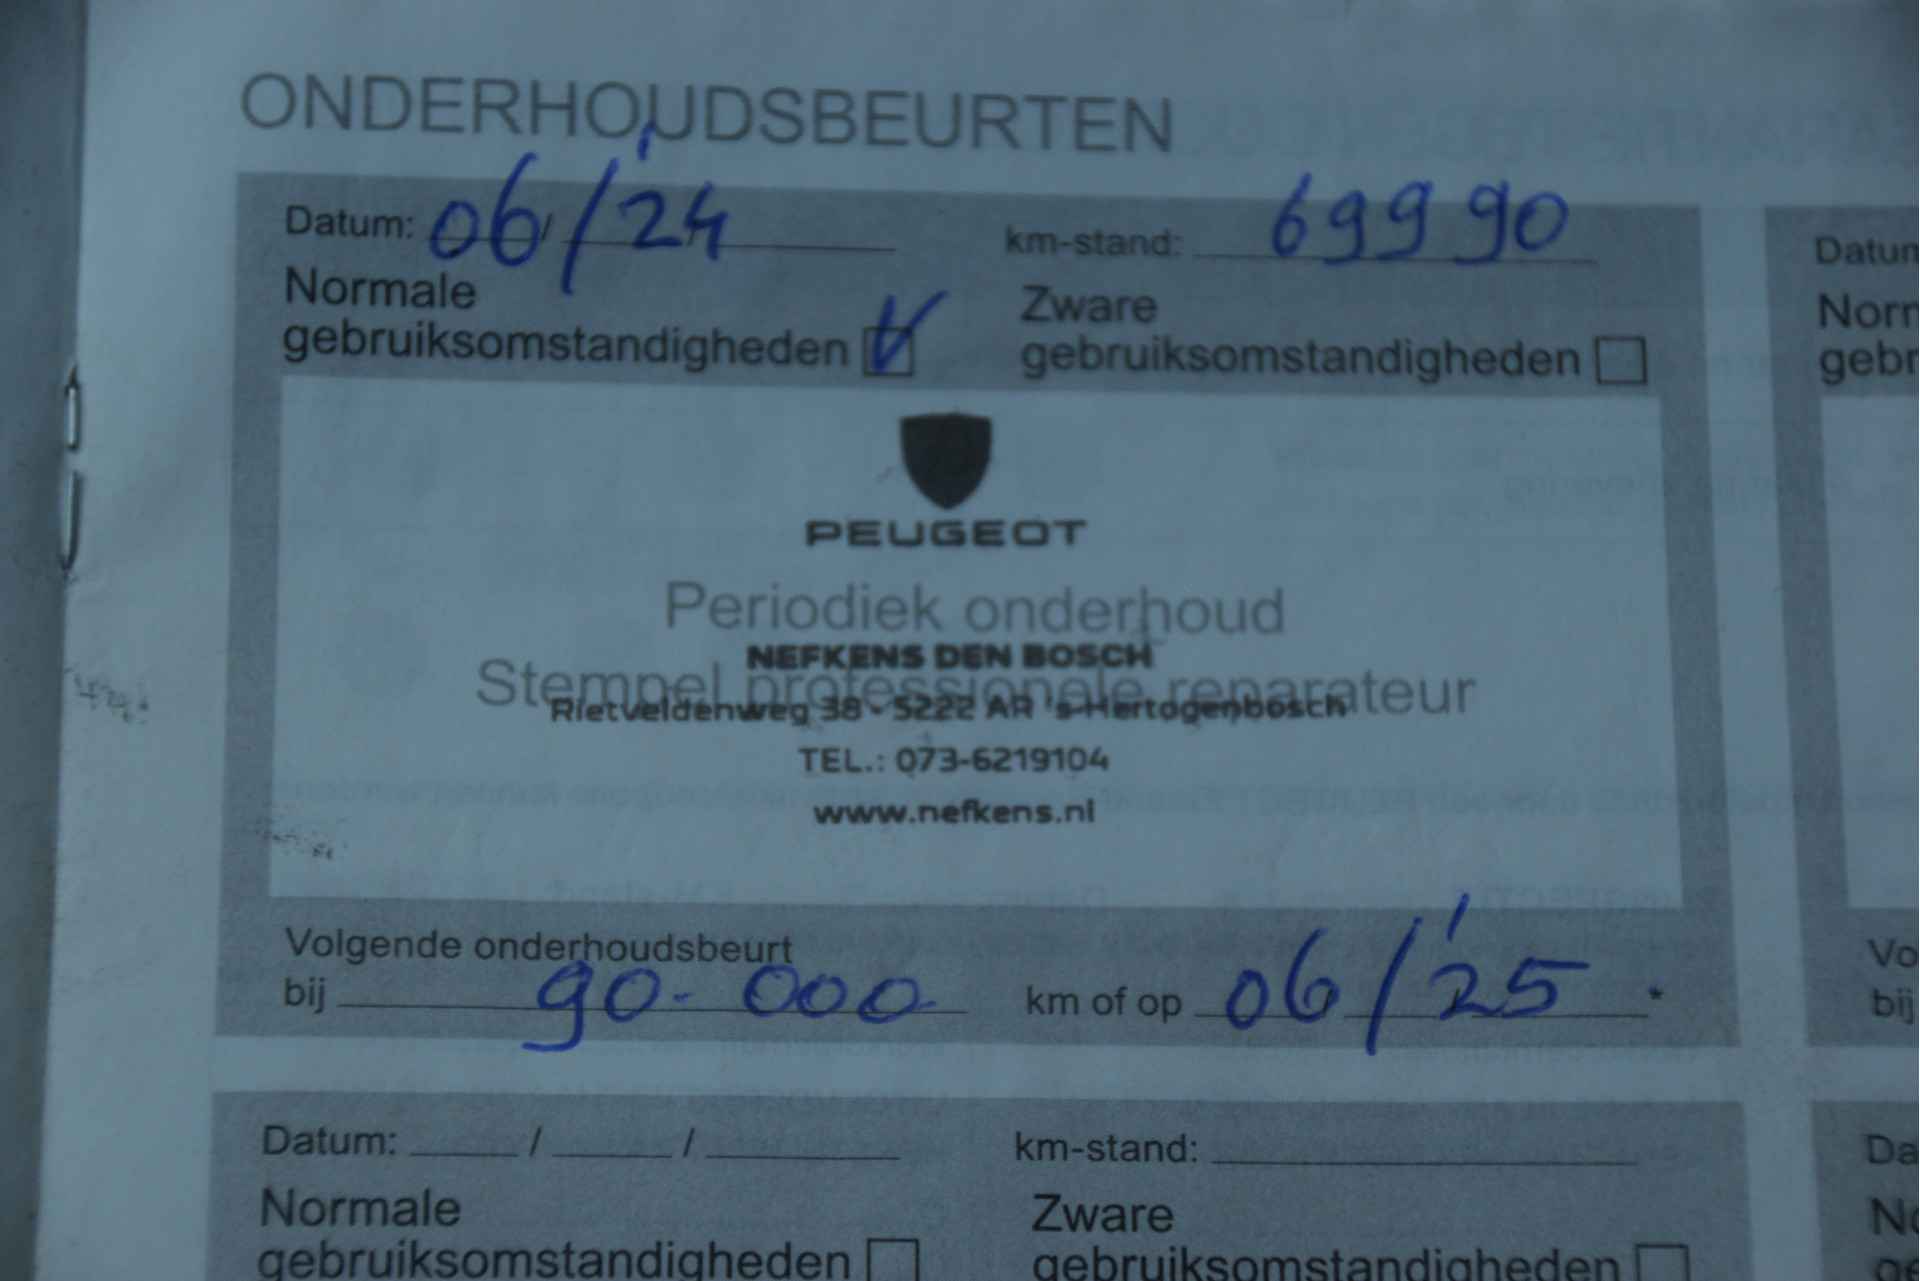 ONDERHOUDSBEURTEN
Datum: 06/'24 km-stand: 69990
Normale gebruiksomstandigheden V Zware gebruiksomstandigheden
PEUGEOT
Periodiek onderhoud
NEFKENS DEN BOSCH
Stempel professionele reparateur
Rietveldenweg 38 - 5222 AR 's-Hertogenbosch
TEL.: 073-6219104
www.nefkens.nl
Volgende onderhoudsbeurt
bij 90.000 km of op 06/'25 *
Datum: / / km-stand:
Normale gebruiksomstandigheden Zware gebruiksomstandigheden